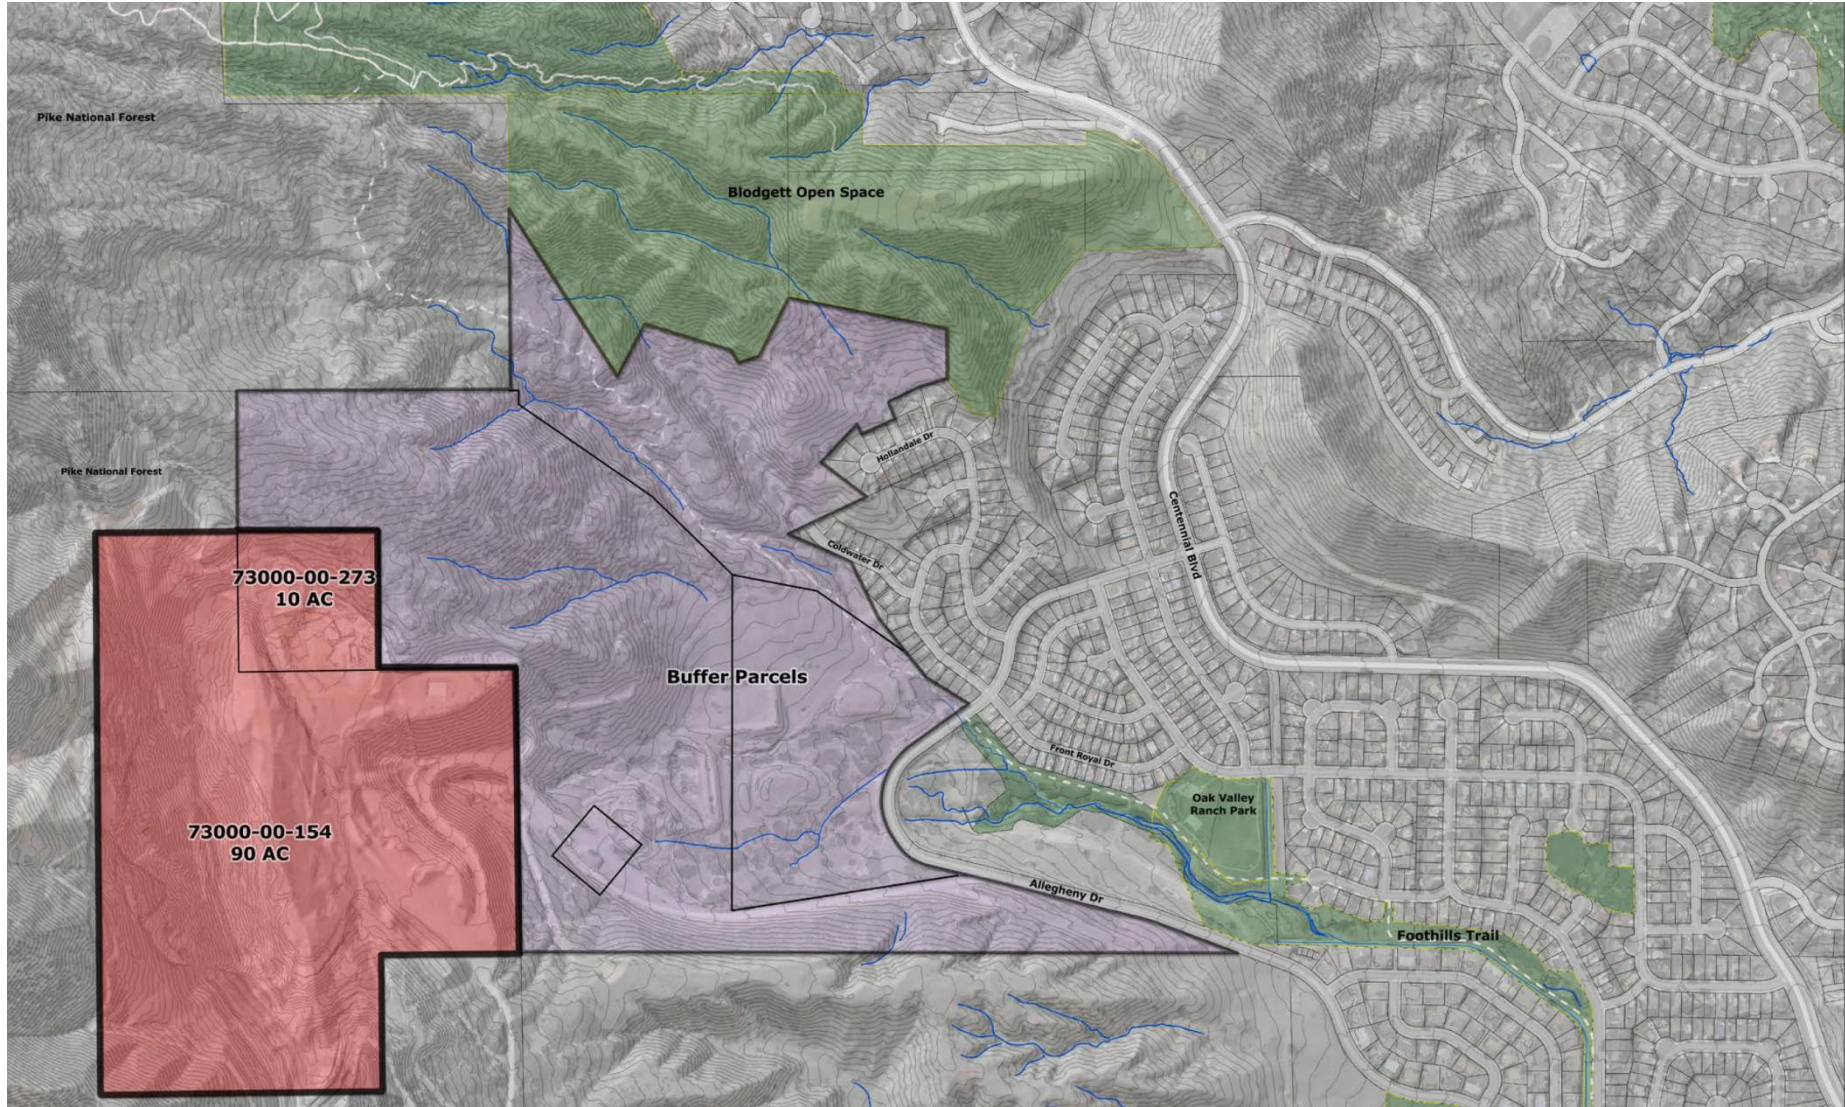 Pike National Forest
Blodgett Open Space
Hollandale Dr
Pike National Forest
Centennial Blvd
Coldwater Dr
73000-00-273
10 AC
Buffer Parcels
Front Royal Dr
Oak Valley
Ranch Park
73000-00-154
90 AC
Allegheny Dr
Foothills Trail